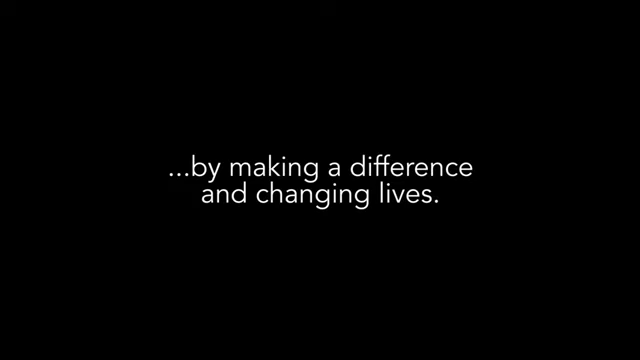 ...by making a difference
and changing lives.